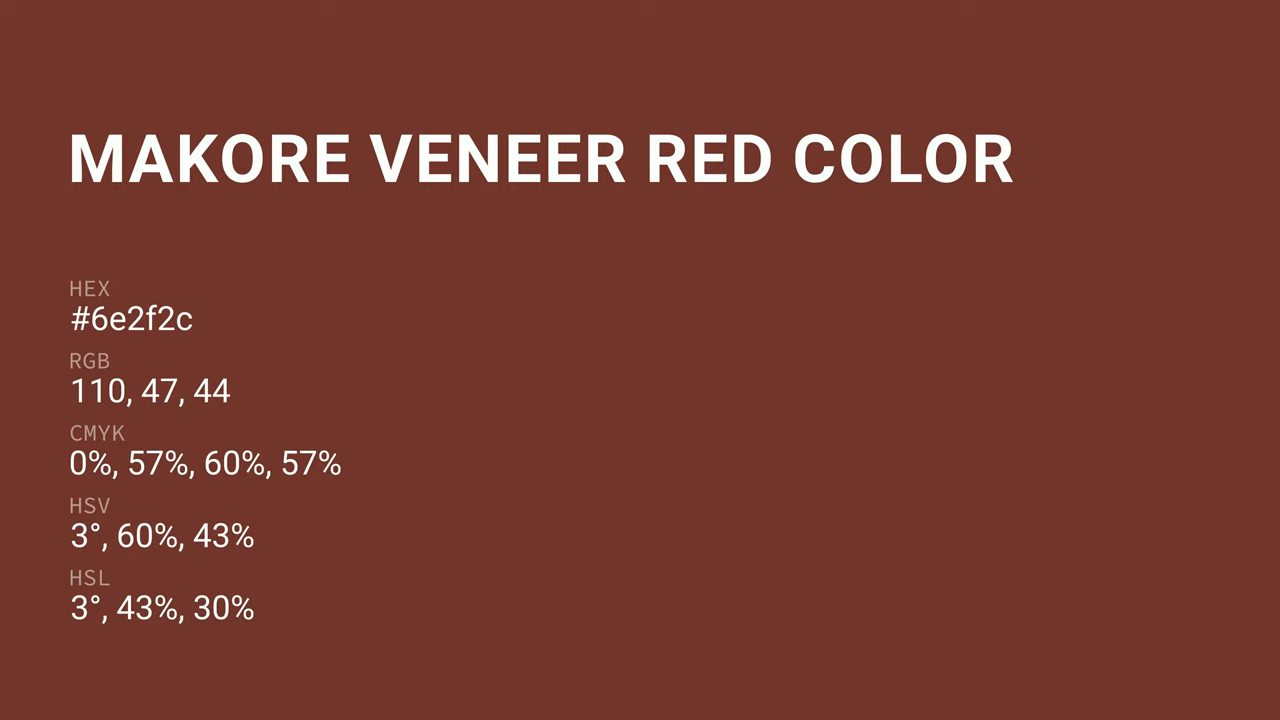 MAKORE VENEER RED COLOR
HEX
#6e2f2c
RGB
110, 47, 44
CMYK
0%, 57%, 60%, 57%
HSV
3°, 60%, 43%
HSL
3°, 43%, 30%